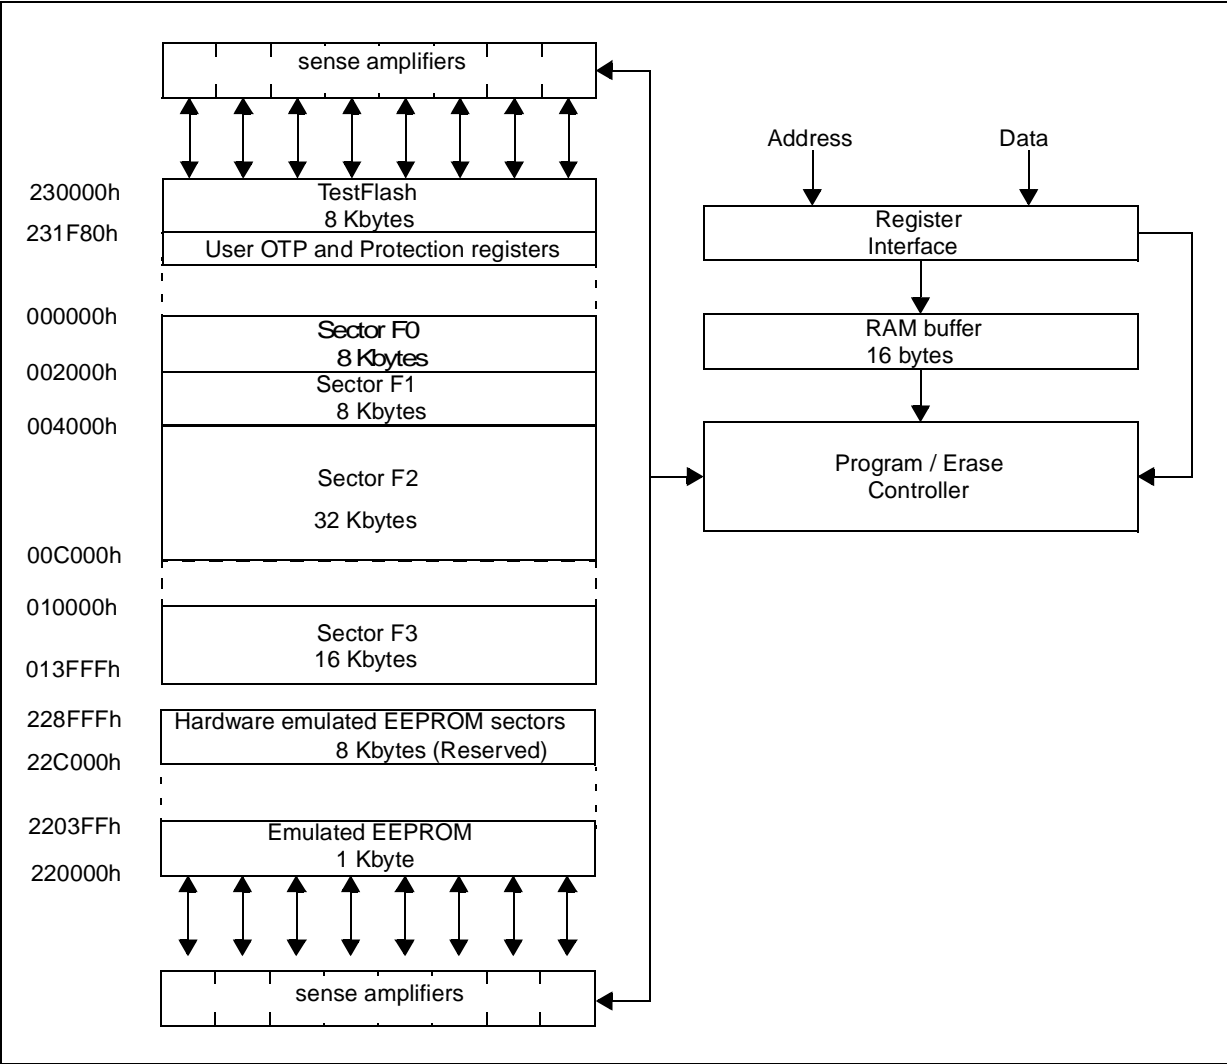 sense amplifiers
230000h
TestFlash
8 Kbytes
231F80h
User OTP and Protection registers
000000h
Sector F0
8 Kbytes
002000h
Sector F1
8 Kbytes
004000h
Sector F2
32 Kbytes
00C000h
010000h
Sector F3
16 Kbytes
013FFFh
228FFFh
Hardware emulated EEPROM sectors
8 Kbytes (Reserved)
22C000h
2203FFh
Emulated EEPROM
1 Kbyte
220000h
sense amplifiers
Address
Data
Register
Interface
RAM buffer
16 bytes
Program / Erase
Controller